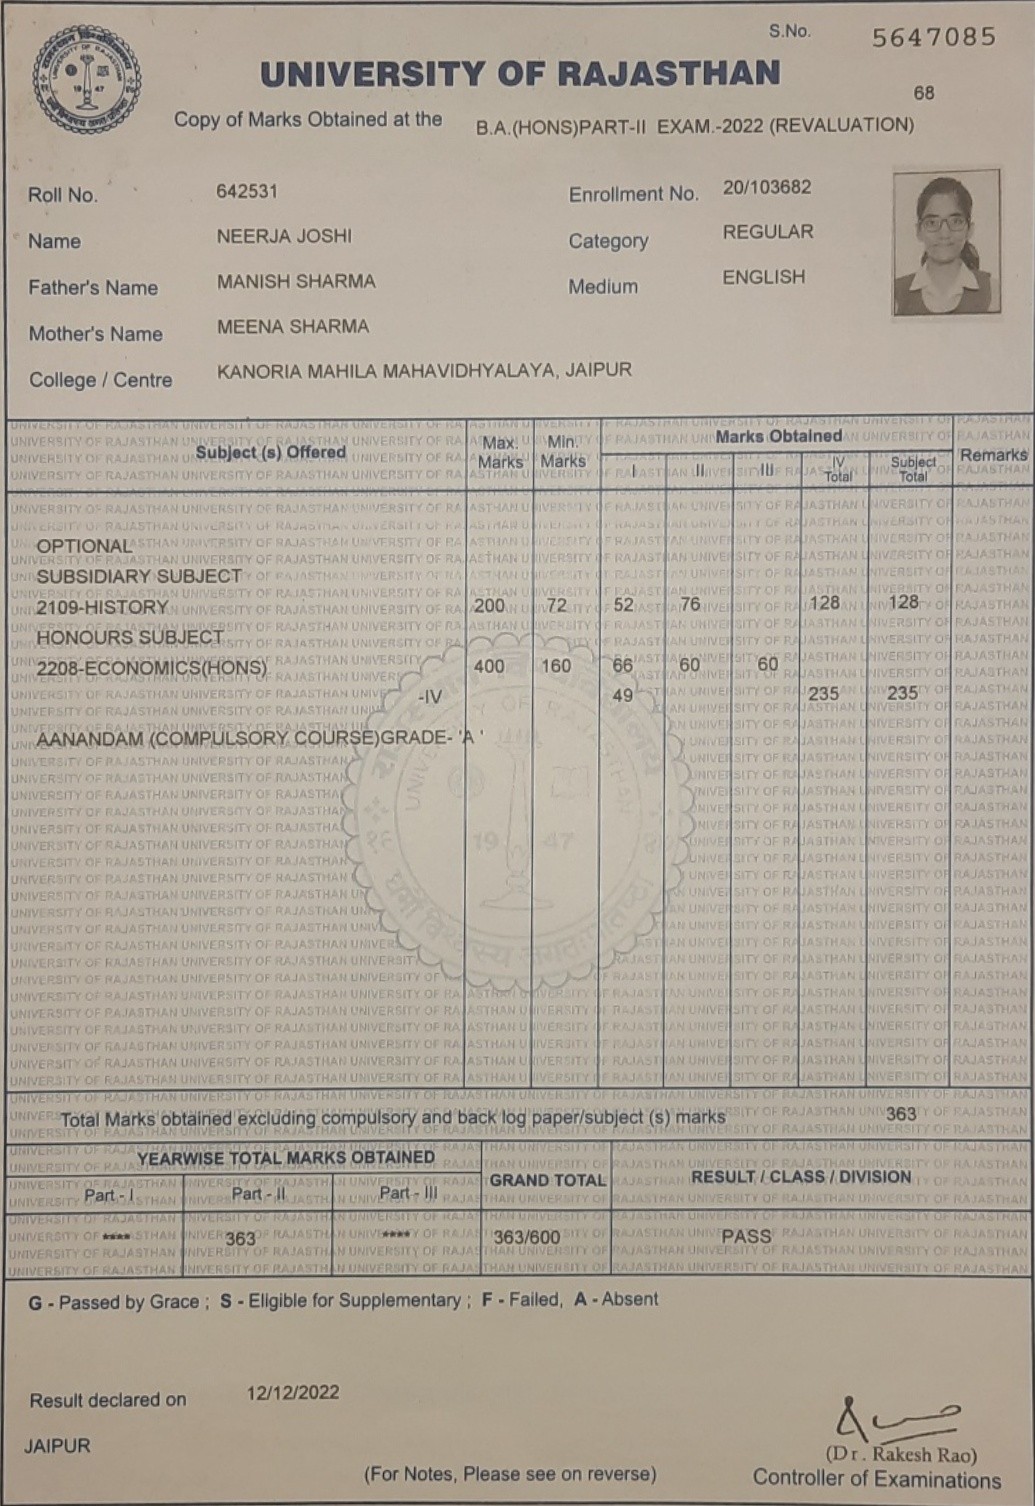 S.No. 5647085
UNIVERSITY OF RAJASTHAN
68
Copy of Marks Obtained at the B.A.(HONS)PART-II EXAM.-2022 (REVALUATION)
Roll No. 642531 Enrollment No. 20/103682
Name NEERJA JOSHI Category REGULAR
Father's Name MANISH SHARMA Medium ENGLISH
Mother's Name MEENA SHARMA
College / Centre KANORIA MAHILA MAHAVIDHYALAYA, JAIPUR
Subject (s) Offered Max. Marks Min. Marks Marks Obtained Remarks
I II III IV Total Subject Total
OPTIONAL
SUBSIDIARY SUBJECT
2109-HISTORY 200 72 52 76 128 128
HONOURS SUBJECT
2208-ECONOMICS(HONS) 400 160 66 60 60
-IV 49 235 235
AANANDAM (COMPULSORY COURSE)GRADE- 'A '
Total Marks obtained excluding compulsory and back log paper/subject (s) marks 363
YEARWISE TOTAL MARKS OBTAINED GRAND TOTAL RESULT / CLASS / DIVISION
Part - I Part - II Part - III
**** 363 **** 363/600 PASS
G - Passed by Grace ; S - Eligible for Supplementary ; F - Failed, A - Absent
Result declared on 12/12/2022
JAIPUR
(Dr. Rakesh Rao)
(For Notes, Please see on reverse) Controller of Examinations